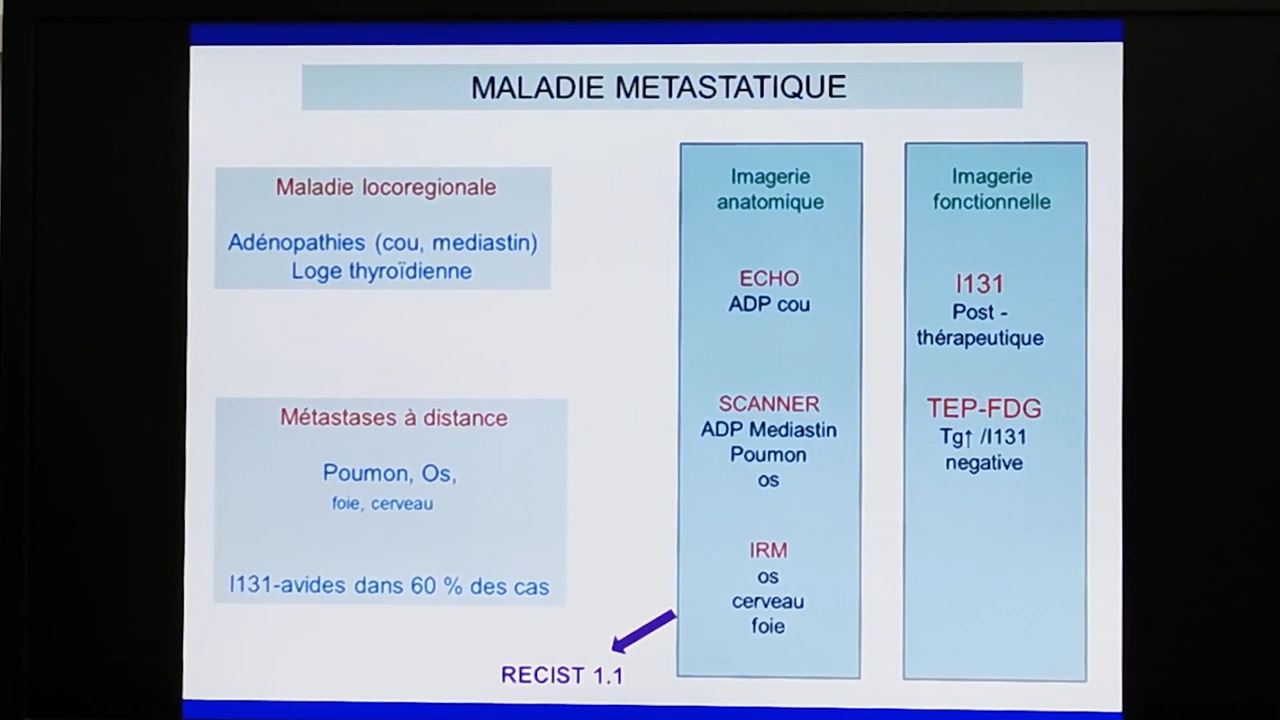 MALADIE METASTATIQUE
Maladie locoregionale
Adénopathies (cou, mediastin)
Loge thyroïdienne
Métastases à distance
Poumon, Os,
foie, cerveau
I131-avides dans 60 % des cas
Imagerie
anatomique
ECHO
ADP cou
SCANNER
ADP Mediastin
Poumon
os
IRM
os
cerveau
foie
RECIST 1.1
Imagerie
fonctionnelle
I131
Post -
thérapeutique
TEP-FDG
Tg↑ /I131
negative